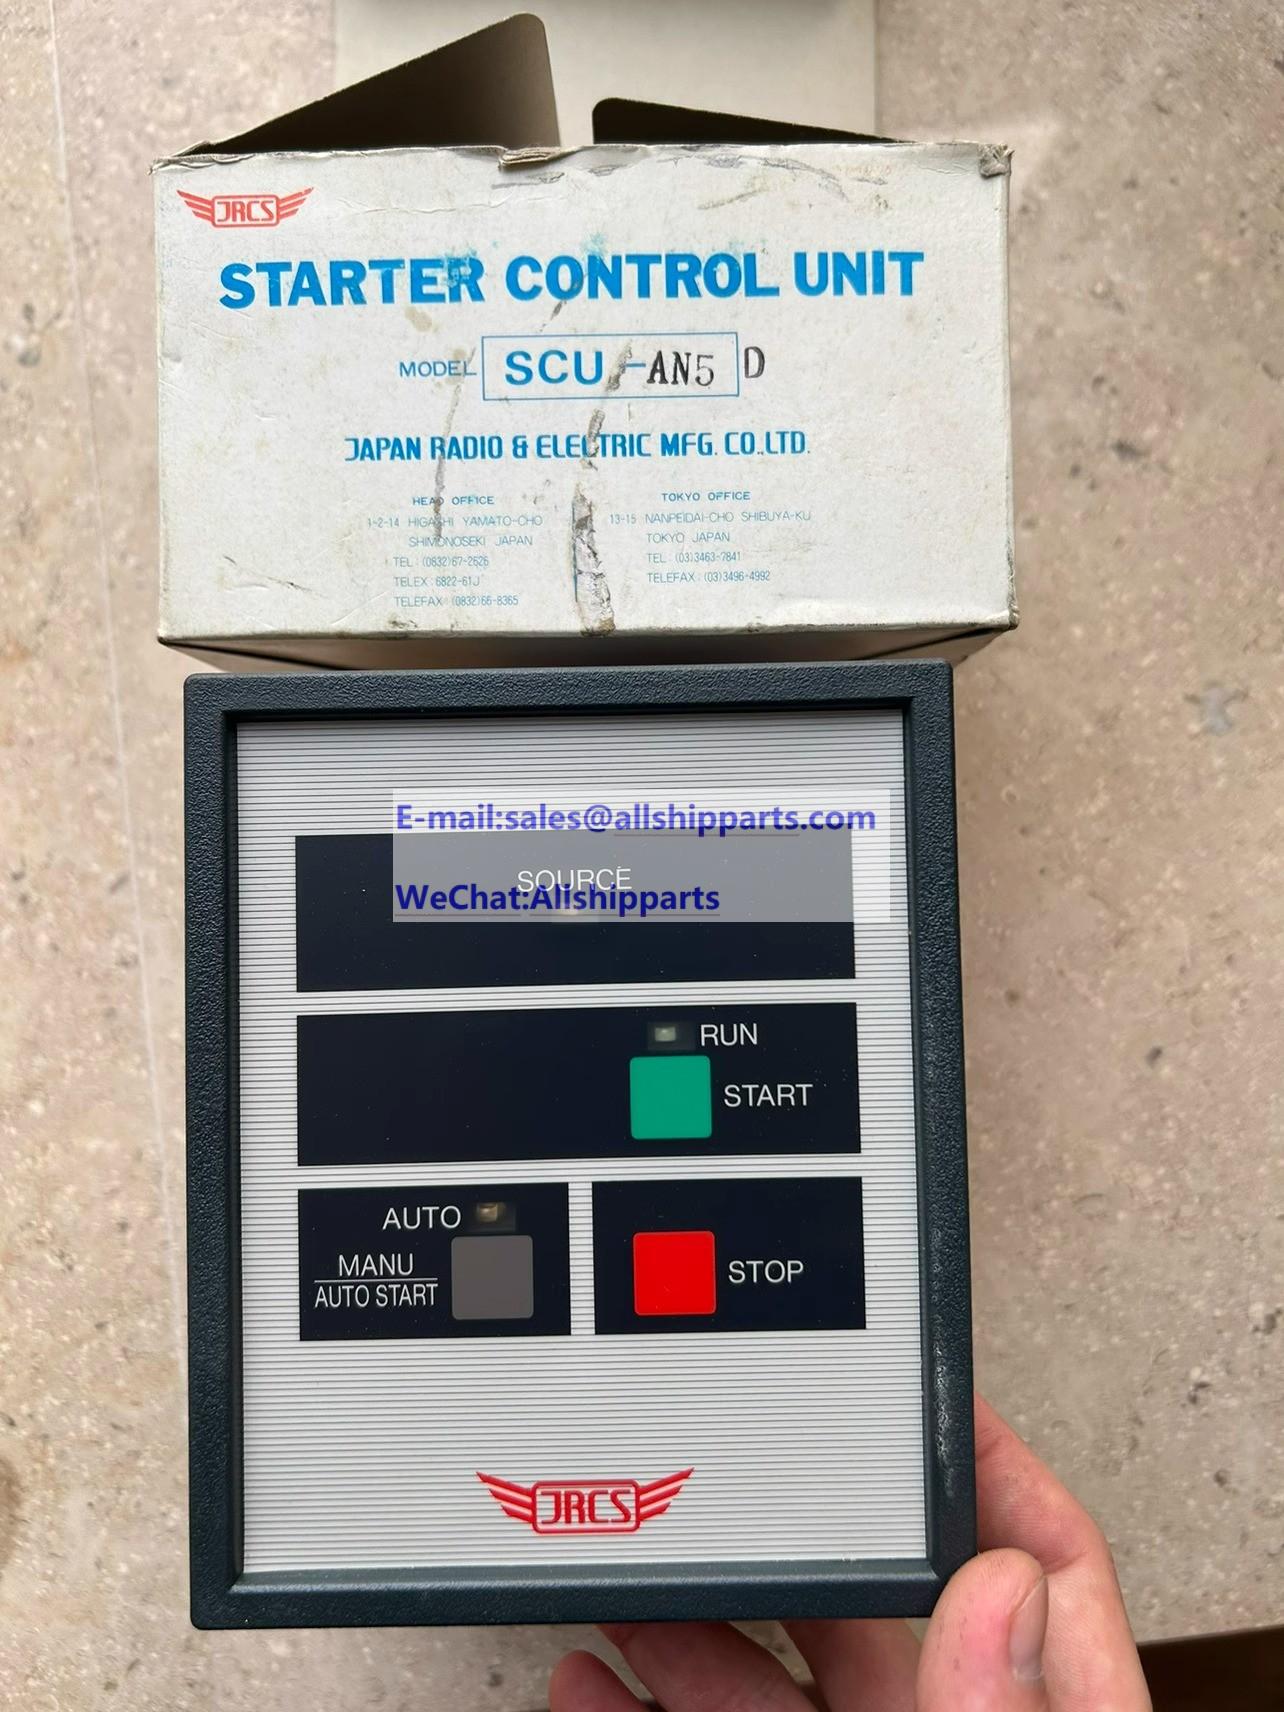 JRCS
STARTER CONTROL UNIT
MODEL SCU-AN5 D
JAPAN RADIO & ELECTRIC MFG. CO.,LTD.
HEAD OFFICE
1-2-14 HIGASHI YAMATO-CHO
SHIMONOSEKI JAPAN
TEL : (0832)67-2626
TELEX : 6822-61J
TELEFAX : (0832)66-8365
TOKYO OFFICE
13-15 NANPEIDAI-CHO SHIBUYA-KU
TOKYO JAPAN
TEL : (03)3463-7841
TELEFAX : (03)3496-4992
E-mail:sales@allshipparts.com
SOURCE
WeChat:Allshipparts
RUN
START
AUTO
MANU
AUTO START
STOP
JRCS